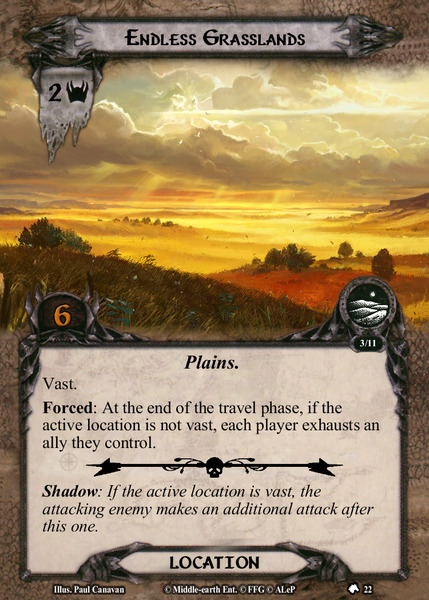 Endless Grasslands
2
6
3/11
Plains.
Vast.
Forced: At the end of the travel phase, if the
active location is not vast, each player exhausts an
ally they control.
Shadow: If the active location is vast, the
attacking enemy makes an additional attack after
this one.
LOCATION
Illus. Paul Canavan © Middle-earth Ent. © FFG © ALeP 22